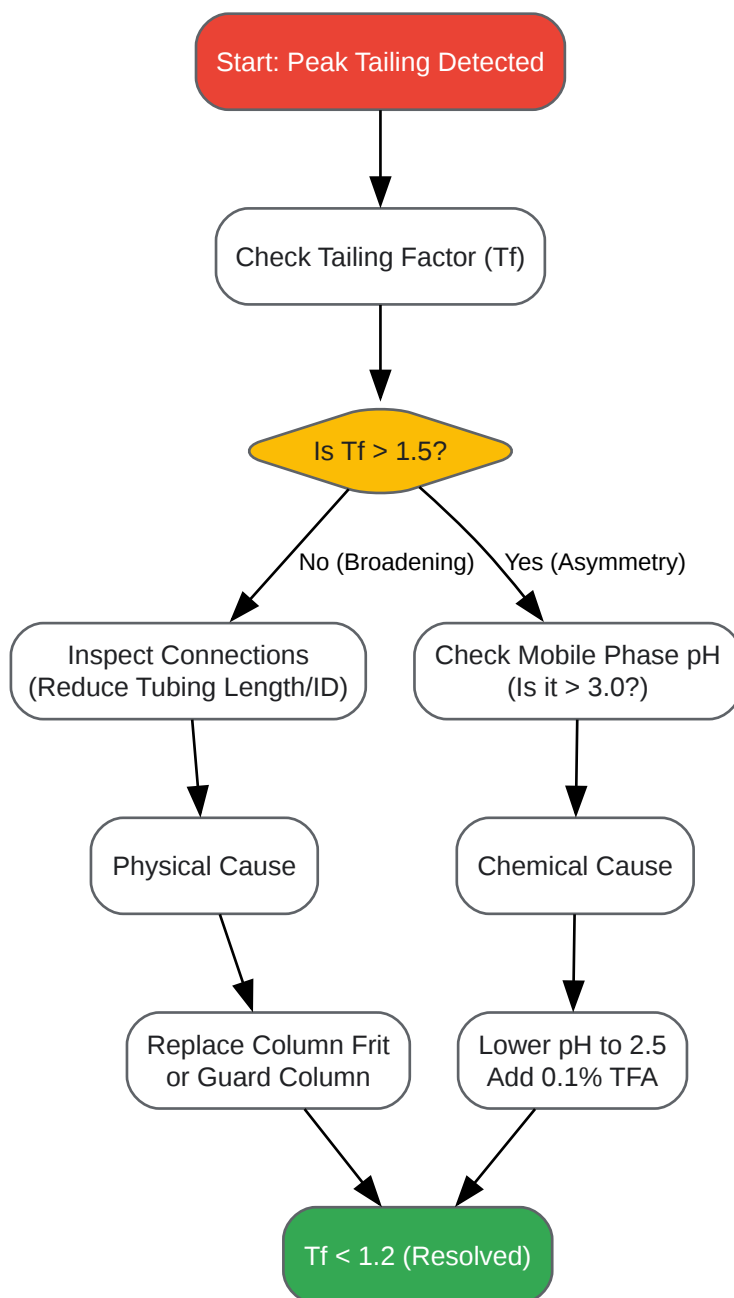 Start: Peak Tailing Detected
Check Tailing Factor (Tf)
Is Tf > 1.5?
No (Broadening)
Yes (Asymmetry)
Inspect Connections
(Reduce Tubing Length/ID)
Check Mobile Phase pH
(Is it > 3.0?)
Physical Cause
Chemical Cause
Replace Column Frit
or Guard Column
Lower pH to 2.5
Add 0.1% TFA
Tf < 1.2 (Resolved)